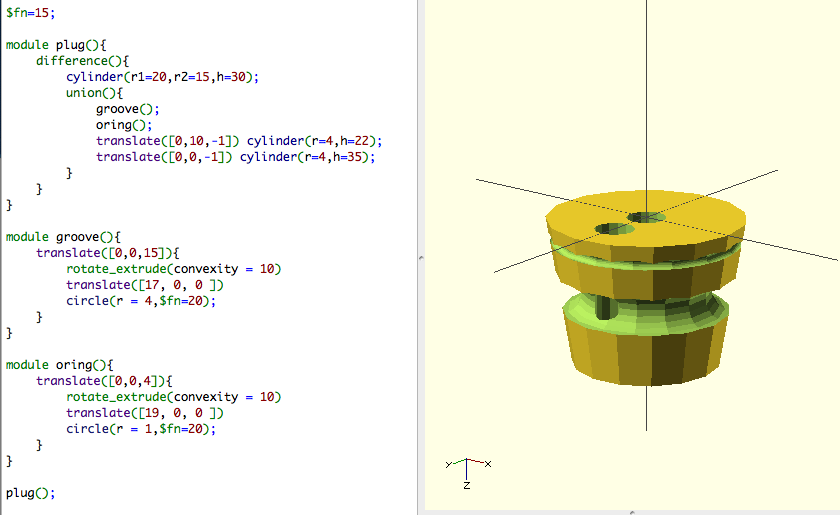 $fn=15;
module plug(){
difference(){
cylinder(r1=20,r2=15,h=30);
union(){
groove();
oring();
translate([0,10,-1]) cylinder(r=4,h=22);
translate([0,0,-1]) cylinder(r=4,h=35);
}
}
}
module groove(){
translate([0,0,15]){
rotate_extrude(convexity = 10)
translate([17, 0, 0 ])
circle(r = 4,$fn=20);
}
}
module oring(){
translate([0,0,4]){
rotate_extrude(convexity = 10)
translate([19, 0, 0 ])
circle(r = 1,$fn=20);
}
}
plug();
y x
z